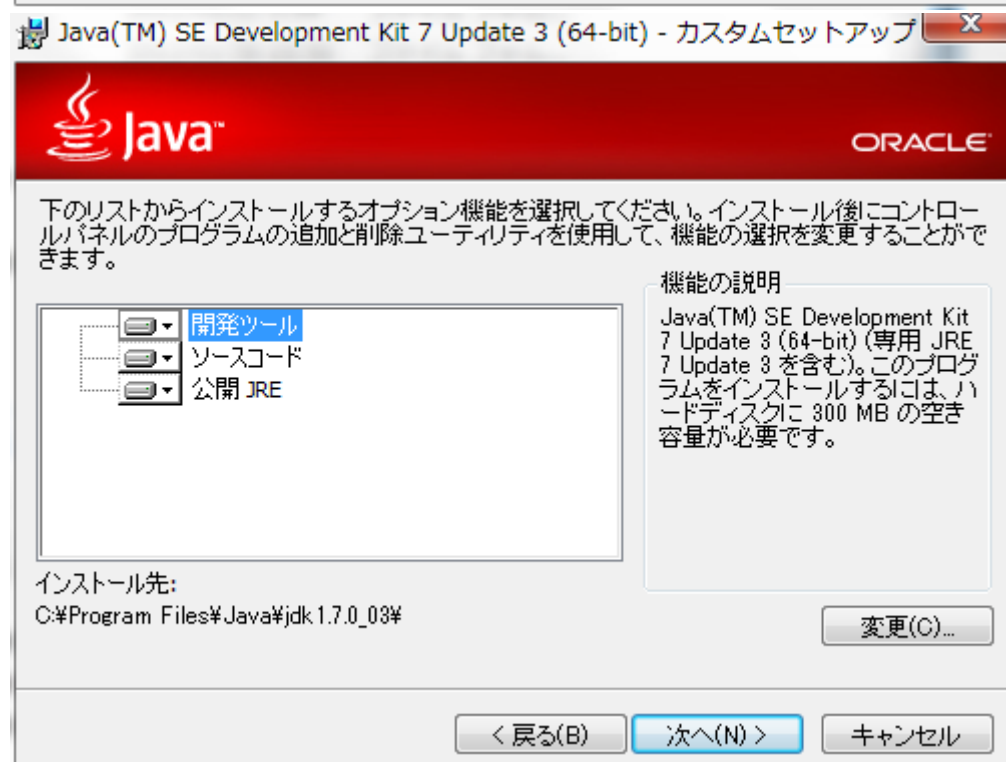 Java(TM) SE Development Kit 7 Update 3 (64-bit) - カスタムセットアップ
Java™
ORACLE
下のリストからインストールするオプション機能を選択してください。インストール後にコントロー
ルパネルのプログラムの追加と削除ユーティリティを使用して、機能の選択を変更することがで
きます。
開発ツール
ソースコード
公開 JRE
機能の説明
Java(TM) SE Development Kit
7 Update 3 (64-bit) (専用 JRE
7 Update 3 を含む)。このプログ
ラムをインストールするには、ハ
ードディスクに 300 MB の空き
容量が必要です。
インストール先:
C:¥Program Files¥Java¥jdk1.7.0_03¥
変更(C)...
< 戻る(B)
次へ(N) >
キャンセル